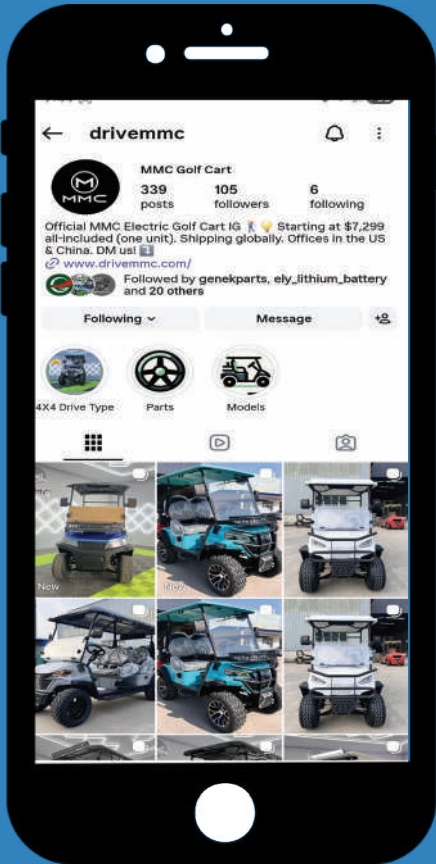 drivemmc
MMC
MMC Golf Cart
339
posts
105
followers
6
following
Official MMC Electric Golf Cart IG 🏌️ 💡 Starting at $7,299
all-included (one unit). Shipping globally. Offices in the US
& China. DM us! ⤵️
www.drivemmc.com/
Followed by genekparts, ely_lithium_battery
and 20 others
Following
Message
4X4 Drive Type
Parts
Models
New
New